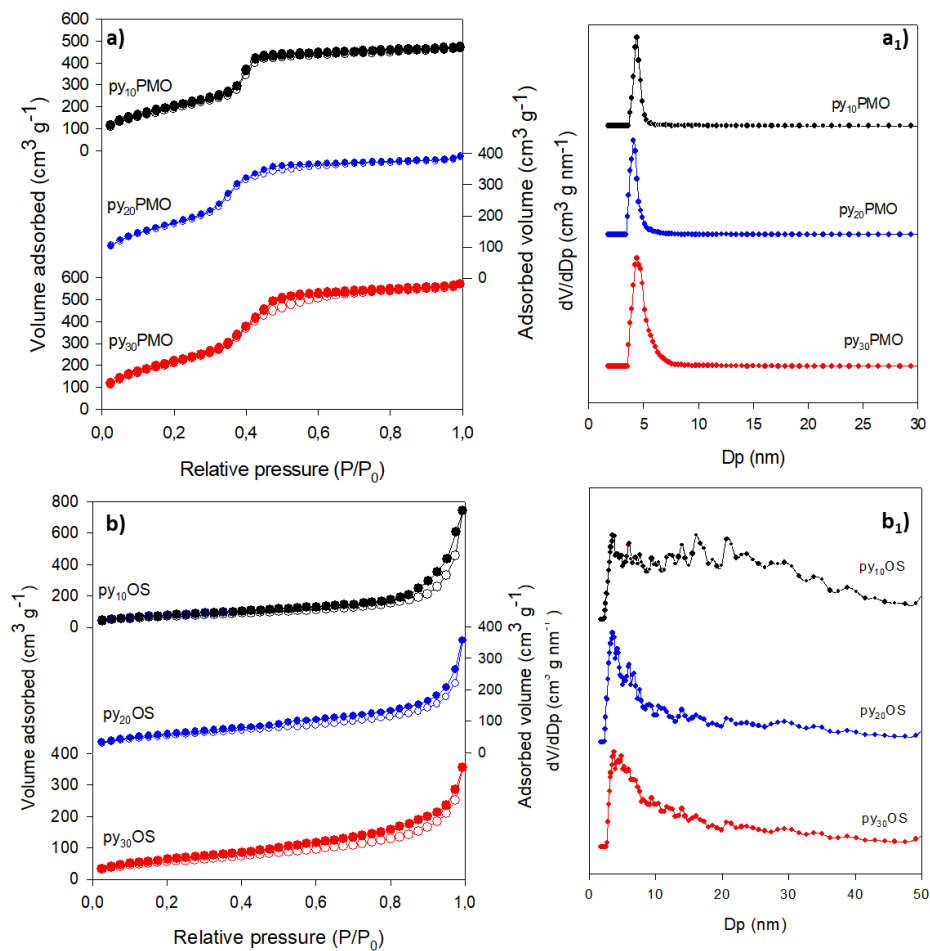 a)
600
500
400
300
200
100
0
py₁₀PMO
400
300
200
100
0
py₂₀PMO
600
500
400
300
200
100
0
py₃₀PMO
Volume adsorbed (cm³ g⁻¹)
Adsorbed volume (cm³ g⁻¹)
0,0 0,2 0,4 0,6 0,8 1,0
Relative pressure (P/P₀)
a₁)
py₁₀PMO
py₂₀PMO
py₃₀PMO
dV/dDp (cm³ g nm⁻¹)
0 5 10 15 20 25 30
Dp (nm)
b)
800
600
400
200
0
py₁₀OS
400
300
200
100
0
py₂₀OS
400
300
200
100
0
py₃₀OS
Volume adsorbed (cm³ g⁻¹)
Adsorbed volume (cm³ g⁻¹)
0,0 0,2 0,4 0,6 0,8 1,0
Relative pressure (P/P₀)
b₁)
py₁₀OS
py₂₀OS
py₃₀OS
dV/dDp (cm³ g nm⁻¹)
0 10 20 30 40 50
Dp (nm)